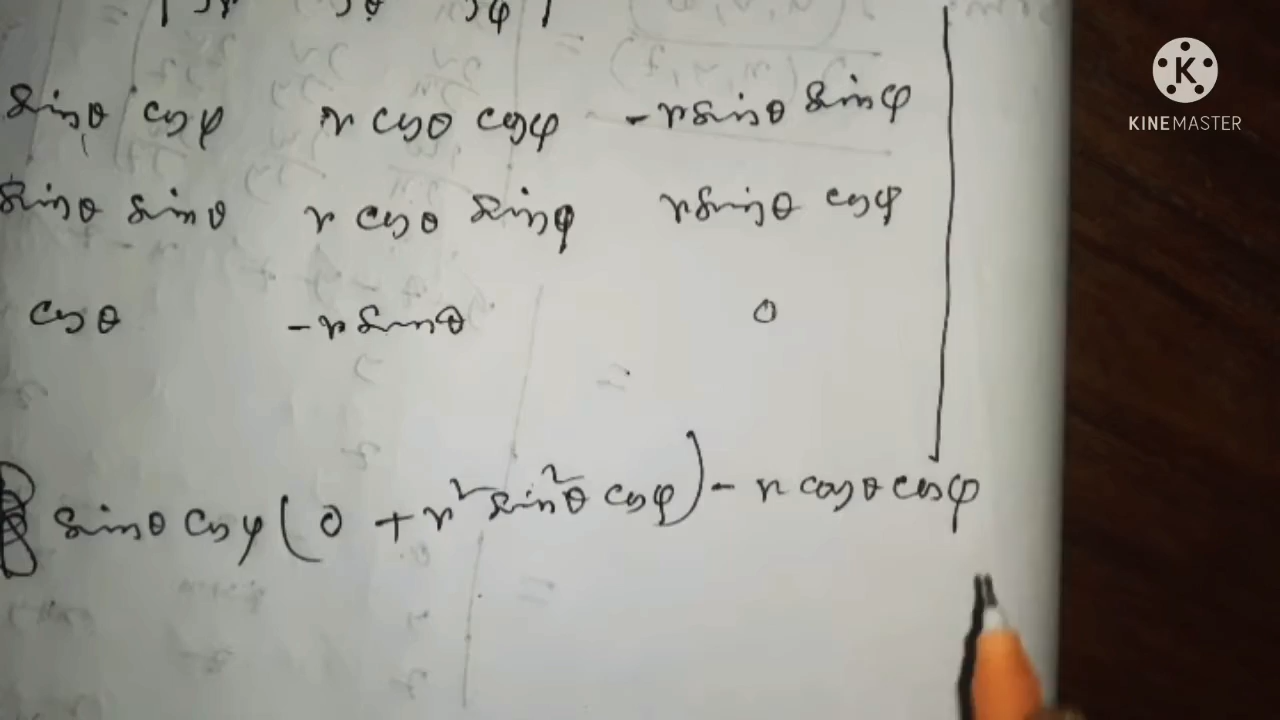 sinθ cosφ r cosθ cosφ -r sinθ sinφ
sinθ sinθ r cosθ sinφ r sinθ cosφ
cosθ -r sinθ 0
sinθ cosφ (0 + r² sin²θ cosφ) - r cosθ cosφ
K
KINEMASTER